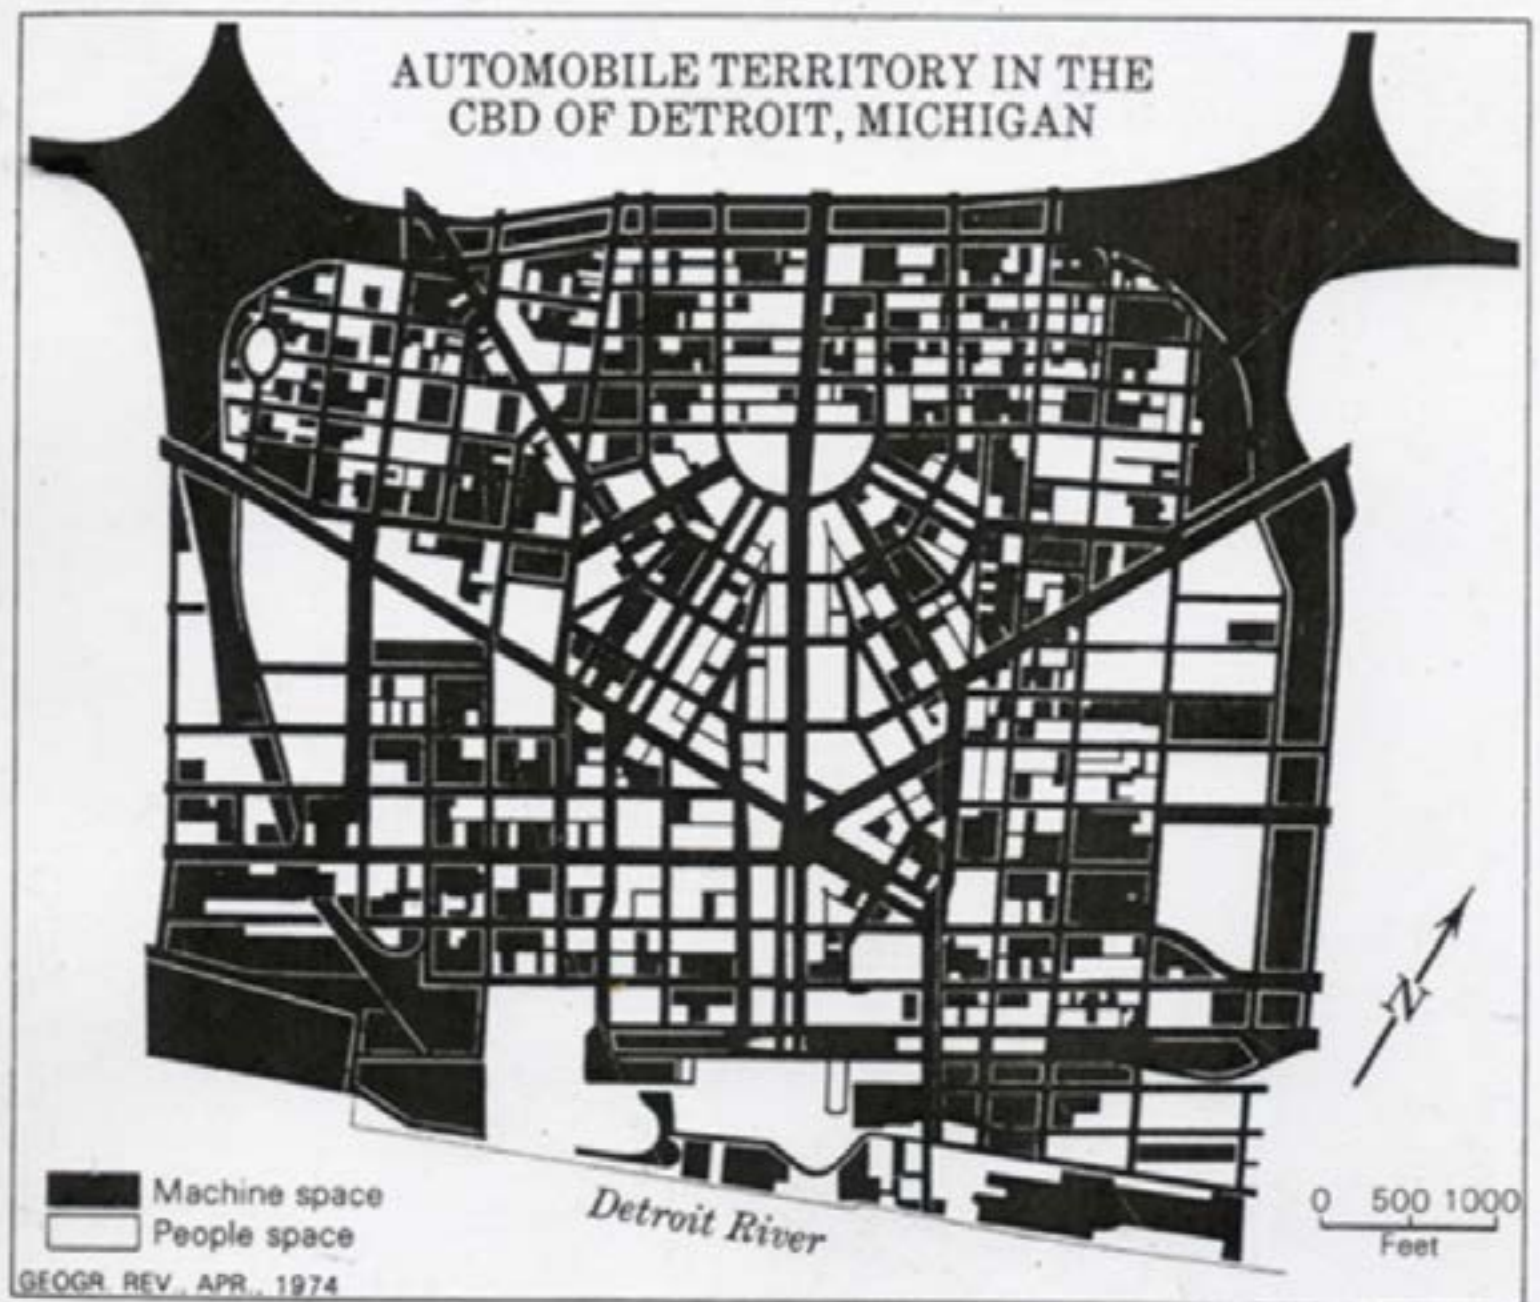 AUTOMOBILE TERRITORY IN THE
CBD OF DETROIT, MICHIGAN
N
Machine space
People space
Detroit River
0 500 1000
Feet
GEOGR. REV., APR., 1974